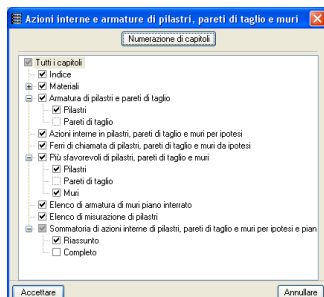 Azioni interne e armature di pilastri, pareti di taglio e muri
Numerazione di capitoli
Tutti i capitoli
Indice
Materiali
Armatura di pilastri e pareti di taglio
Pilastri
Pareti di taglio
Azioni interne in pilastri, pareti di taglio e muri per ipotesi
Ferri di chiamata di pilastri, pareti di taglio e muri da ipotesi
Più sfavorevoli di pilastri, pareti di taglio e muri
Pilastri
Pareti di taglio
Muri
Elenco di armatura di muri piano interrato
Elenco di misurazione di pilastri
Sommatoria di azioni interne di pilastri, pareti di taglio e muri per ipotesi e pian
Riassunto
Completo
Accettare
Annullare